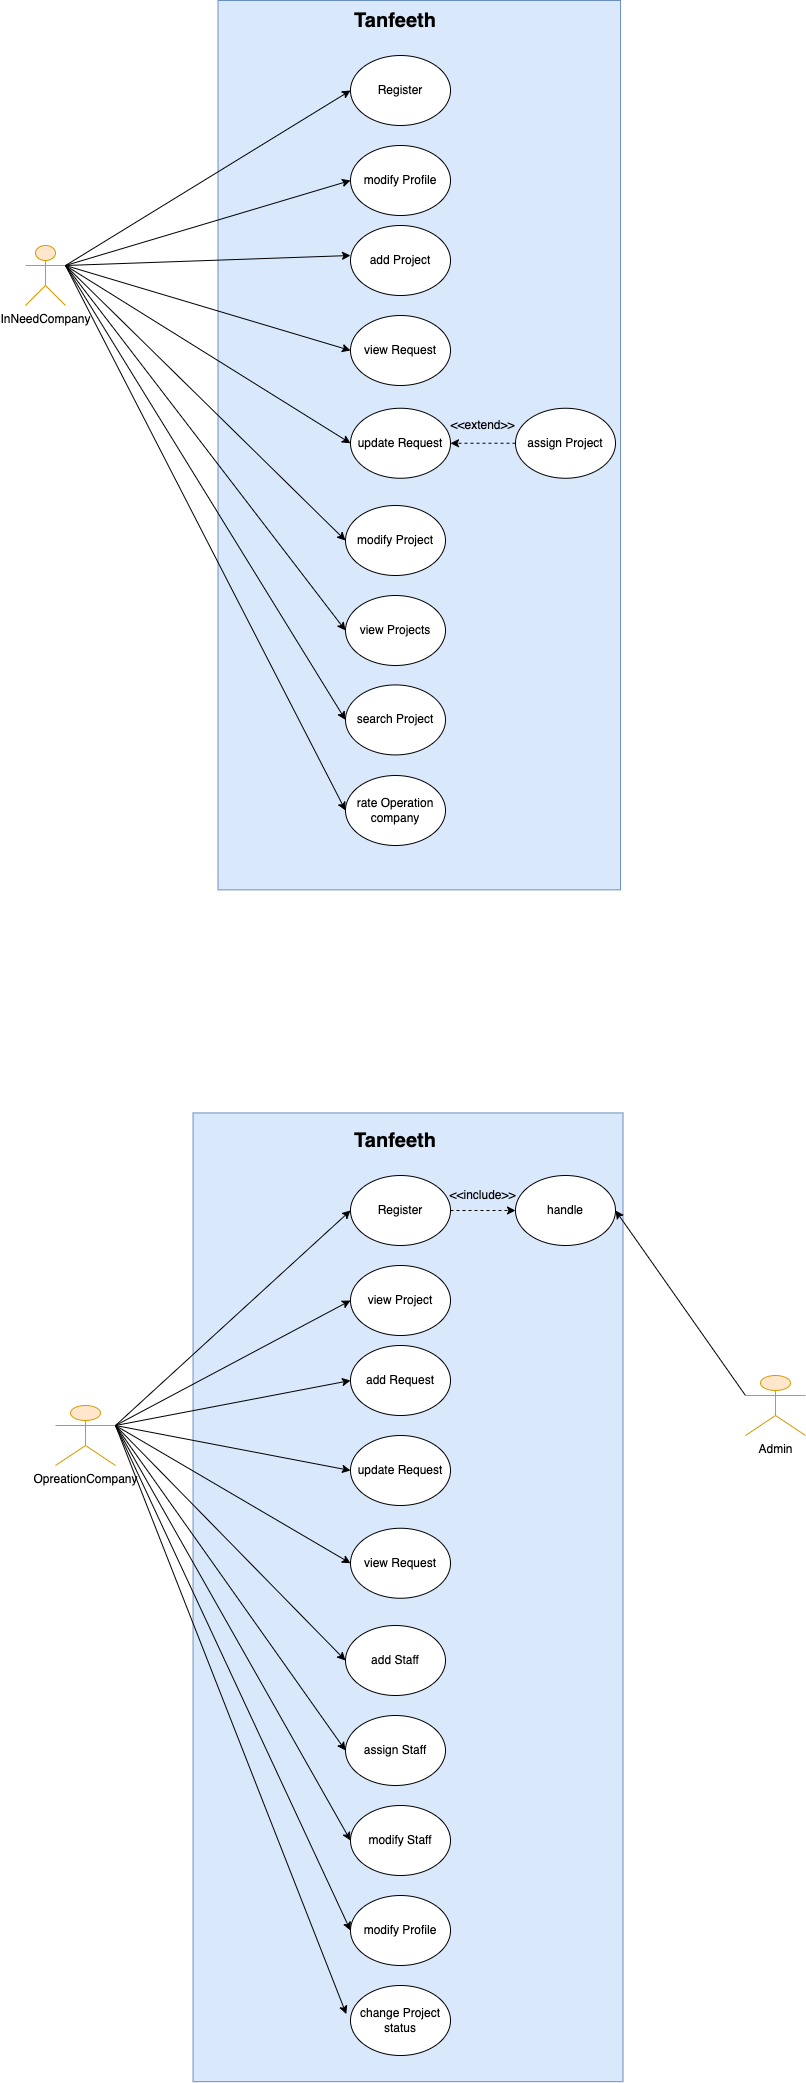 Tanfeeth
Register
modify Profile
add Project
InNeedCompany
view Request
<<extend>>
update Request
assign Project
modify Project
view Projects
search Project
rate Operation
company
Tanfeeth
<<include>>
Register
handle
view Project
add Request
Admin
update Request
OpreationCompany
view Request
add Staff
assign Staff
modify Staff
modify Profile
change Project
status